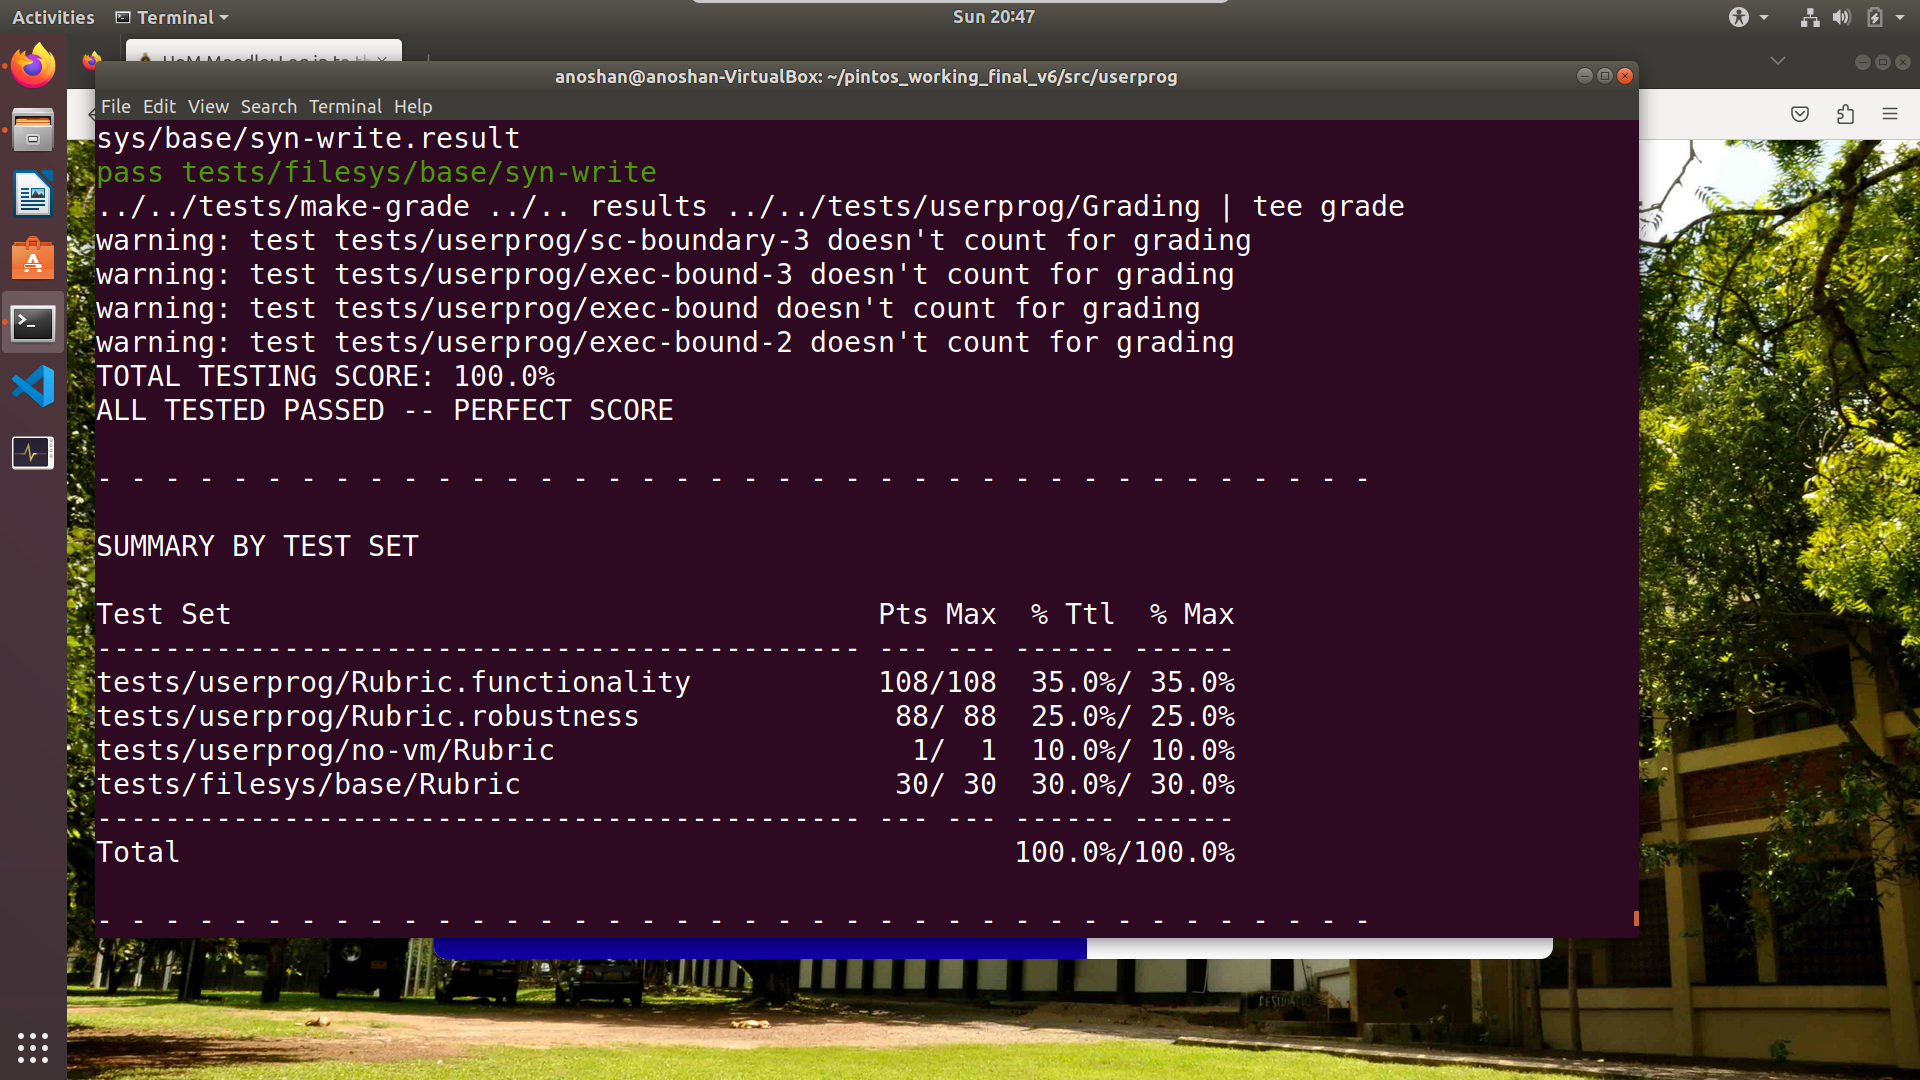 Activities
Terminal
Sun 20:47
anoshan@anoshan-VirtualBox: ~/pintos_working_final_v6/src/userprog
File Edit View Search Terminal Help
sys/base/syn-write.result
pass tests/filesys/base/syn-write
../../tests/make-grade ../.. results ../../tests/userprog/Grading | tee grade
warning: test tests/userprog/sc-boundary-3 doesn't count for grading
warning: test tests/userprog/exec-bound-3 doesn't count for grading
warning: test tests/userprog/exec-bound doesn't count for grading
warning: test tests/userprog/exec-bound-2 doesn't count for grading
TOTAL TESTING SCORE: 100.0%
ALL TESTED PASSED -- PERFECT SCORE
- - - - - - - - - - - - - - - - - - - - - - - - - - - - - - - - - - - - - -
SUMMARY BY TEST SET
Test Set                                      Pts Max  % Ttl  % Max
--------------------------------------------- --- --- ------ ------
tests/userprog/Rubric.functionality           108/108  35.0%/ 35.0%
tests/userprog/Rubric.robustness               88/ 88  25.0%/ 25.0%
tests/userprog/no-vm/Rubric                     1/  1  10.0%/ 10.0%
tests/filesys/base/Rubric                      30/ 30  30.0%/ 30.0%
--------------------------------------------- --- --- ------ ------
Total                                                 100.0%/100.0%
- - - - - - - - - - - - - - - - - - - - - - - - - - - - - - - - - - - - - -